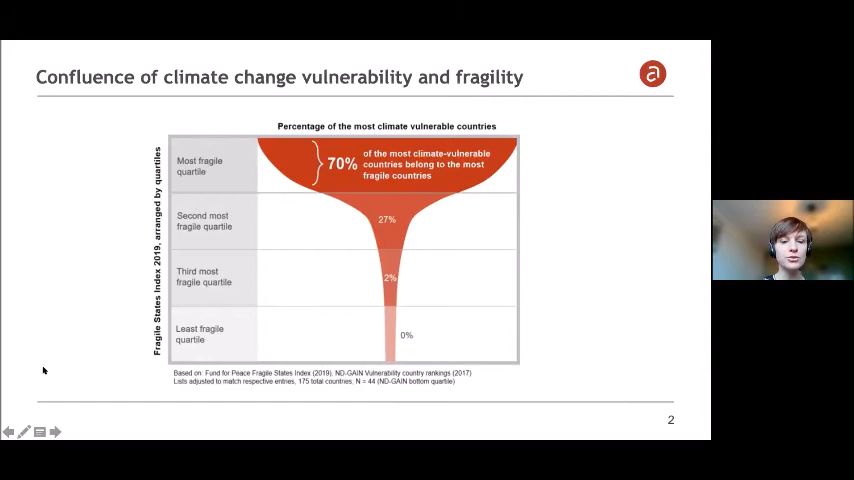 Confluence of climate change vulnerability and fragility
a
Percentage of the most climate vulnerable countries
Fragile States Index 2019, arranged by quartiles
Most fragile
quartile
70%
of the most climate-vulnerable
countries belong to the most
fragile countries
Second most
fragile quartile
27%
Third most
fragile quartile
2%
Least fragile
quartile
0%
Based on: Fund for Peace Fragile States Index (2019), ND-GAIN Vulnerability country rankings (2017)
Lists adjusted to match respective entries, 175 total countries, N = 44 (ND-GAIN bottom quartile)
2